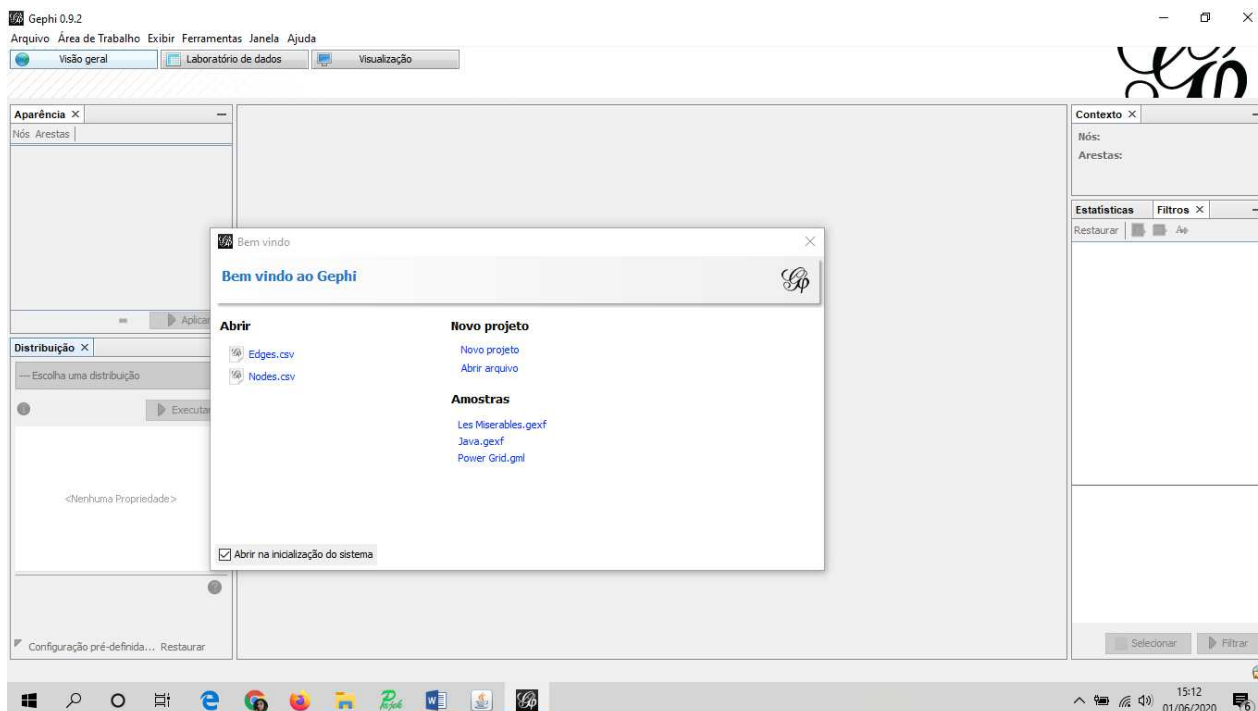 Gephi 0.9.2
Arquivo Área de Trabalho Exibir Ferramentas Janela Ajuda
Visão geral Laboratório de dados Visualização
Aparência
Nós Arestas
Aplicar
Distribuição
---Escolha uma distribuição
Executar
<Nenhuma Propriedade>
Configuração pré-definida... Restaurar
Bem vindo
Bem vindo ao Gephi
Abrir
Edges.csv
Nodes.csv
Novo projeto
Novo projeto
Abrir arquivo
Amostras
Les Miserables.gexf
Java.gexf
Power Grid.gml
Abrir na inicialização do sistema
Contexto
Nós:
Arestas:
Estatísticas Filtros
Restaurar
Selecionar Filtrar
Pajek
15:12
01/06/2020
6